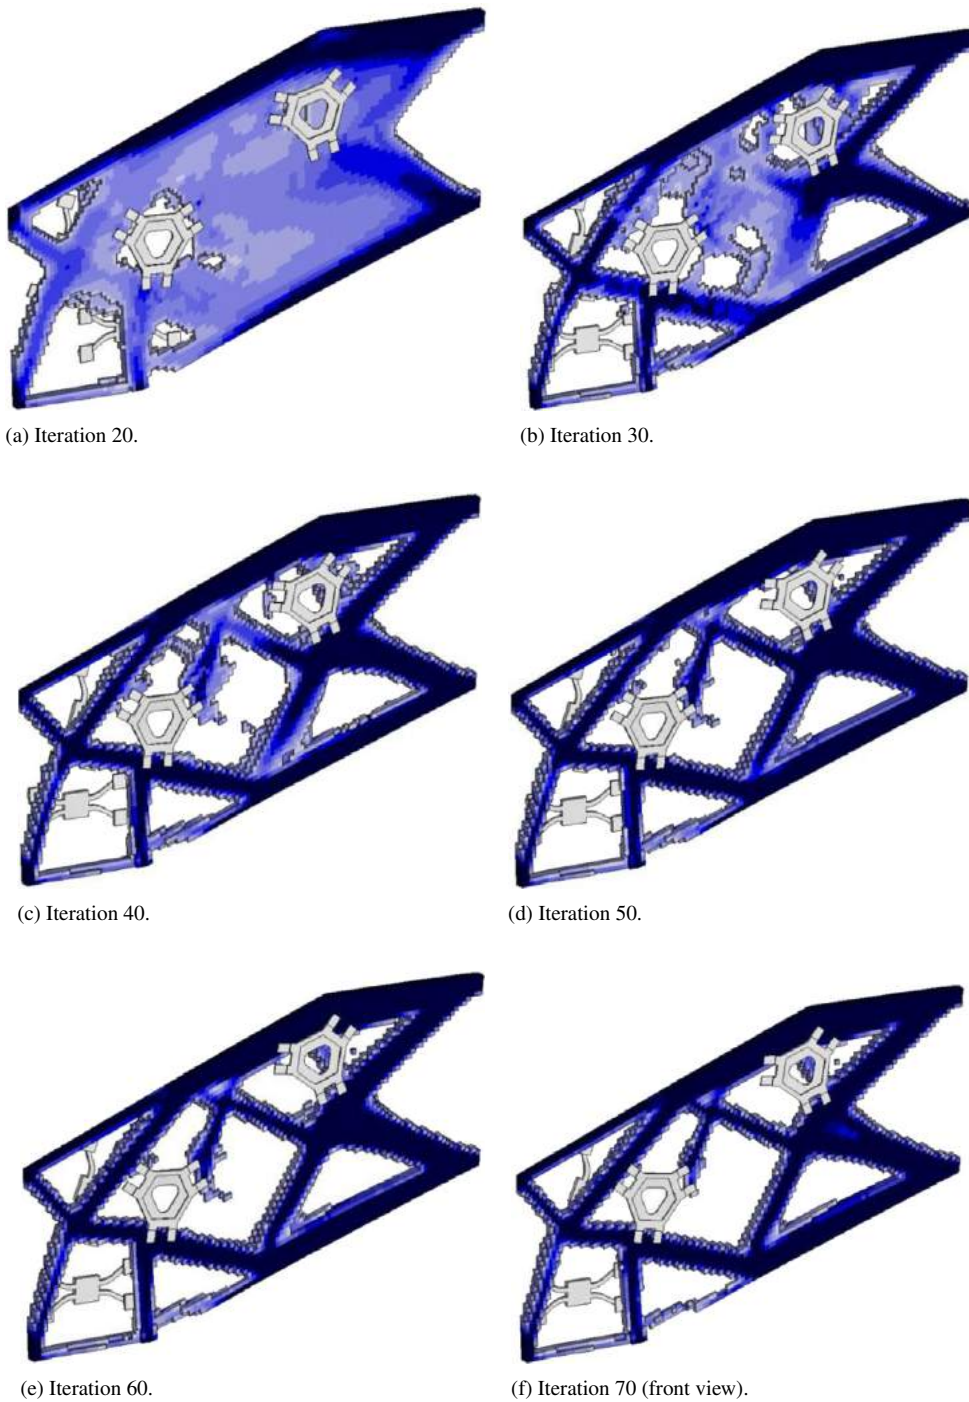 (a) Iteration 20.
(b) Iteration 30.
(c) Iteration 40.
(d) Iteration 50.
(e) Iteration 60.
(f) Iteration 70 (front view).